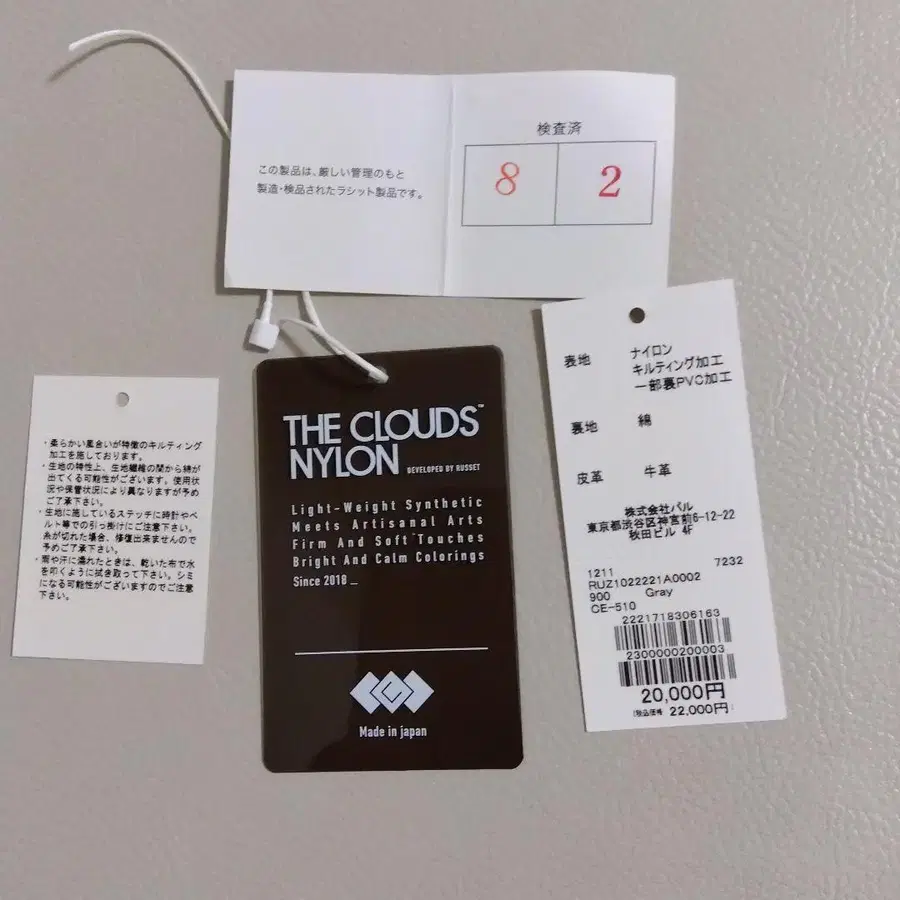 この製品は、厳しい管理のもと
製造・検品されたラシット製品です。
検査済
8 2
・柔らかい風合いが特徴のキルティング
加工を施しております。
・生地の特性上、生地繊維の間から綿が
出てくる可能性がございます。使用状
況や保管状況により異なりますが予め
ご了承下さい。
・生地に施しているステッチに時計やベ
ルト等での引っ掛けにご注意下さい。
糸が切れた場合、修復出来ませんので
予めご了承下さい。
・雨や汗に濡れたときは、乾いた布で水
を叩くように拭き取って下さい。シミ
になる可能性がございますのでご注意
下さい。
THE CLOUDS™
NYLON DEVELOPED BY RUSSET
Light-Weight Synthetic
Meets Artisanal Arts
Firm And Soft Touches
Bright And Calm Colorings
Since 2018 _
Made in japan
表地 ナイロン
キルティング加工
一部裏PVC加工
裏地 綿
皮革 牛革
株式会社パル
東京都渋谷区神宮前6-12-22
秋田ビル 4F
1211 7232
RUZ1022221A0002
900 Gray
CE-510
2221718306163
2300000200003
20,000円
(税込価格 22,000円)